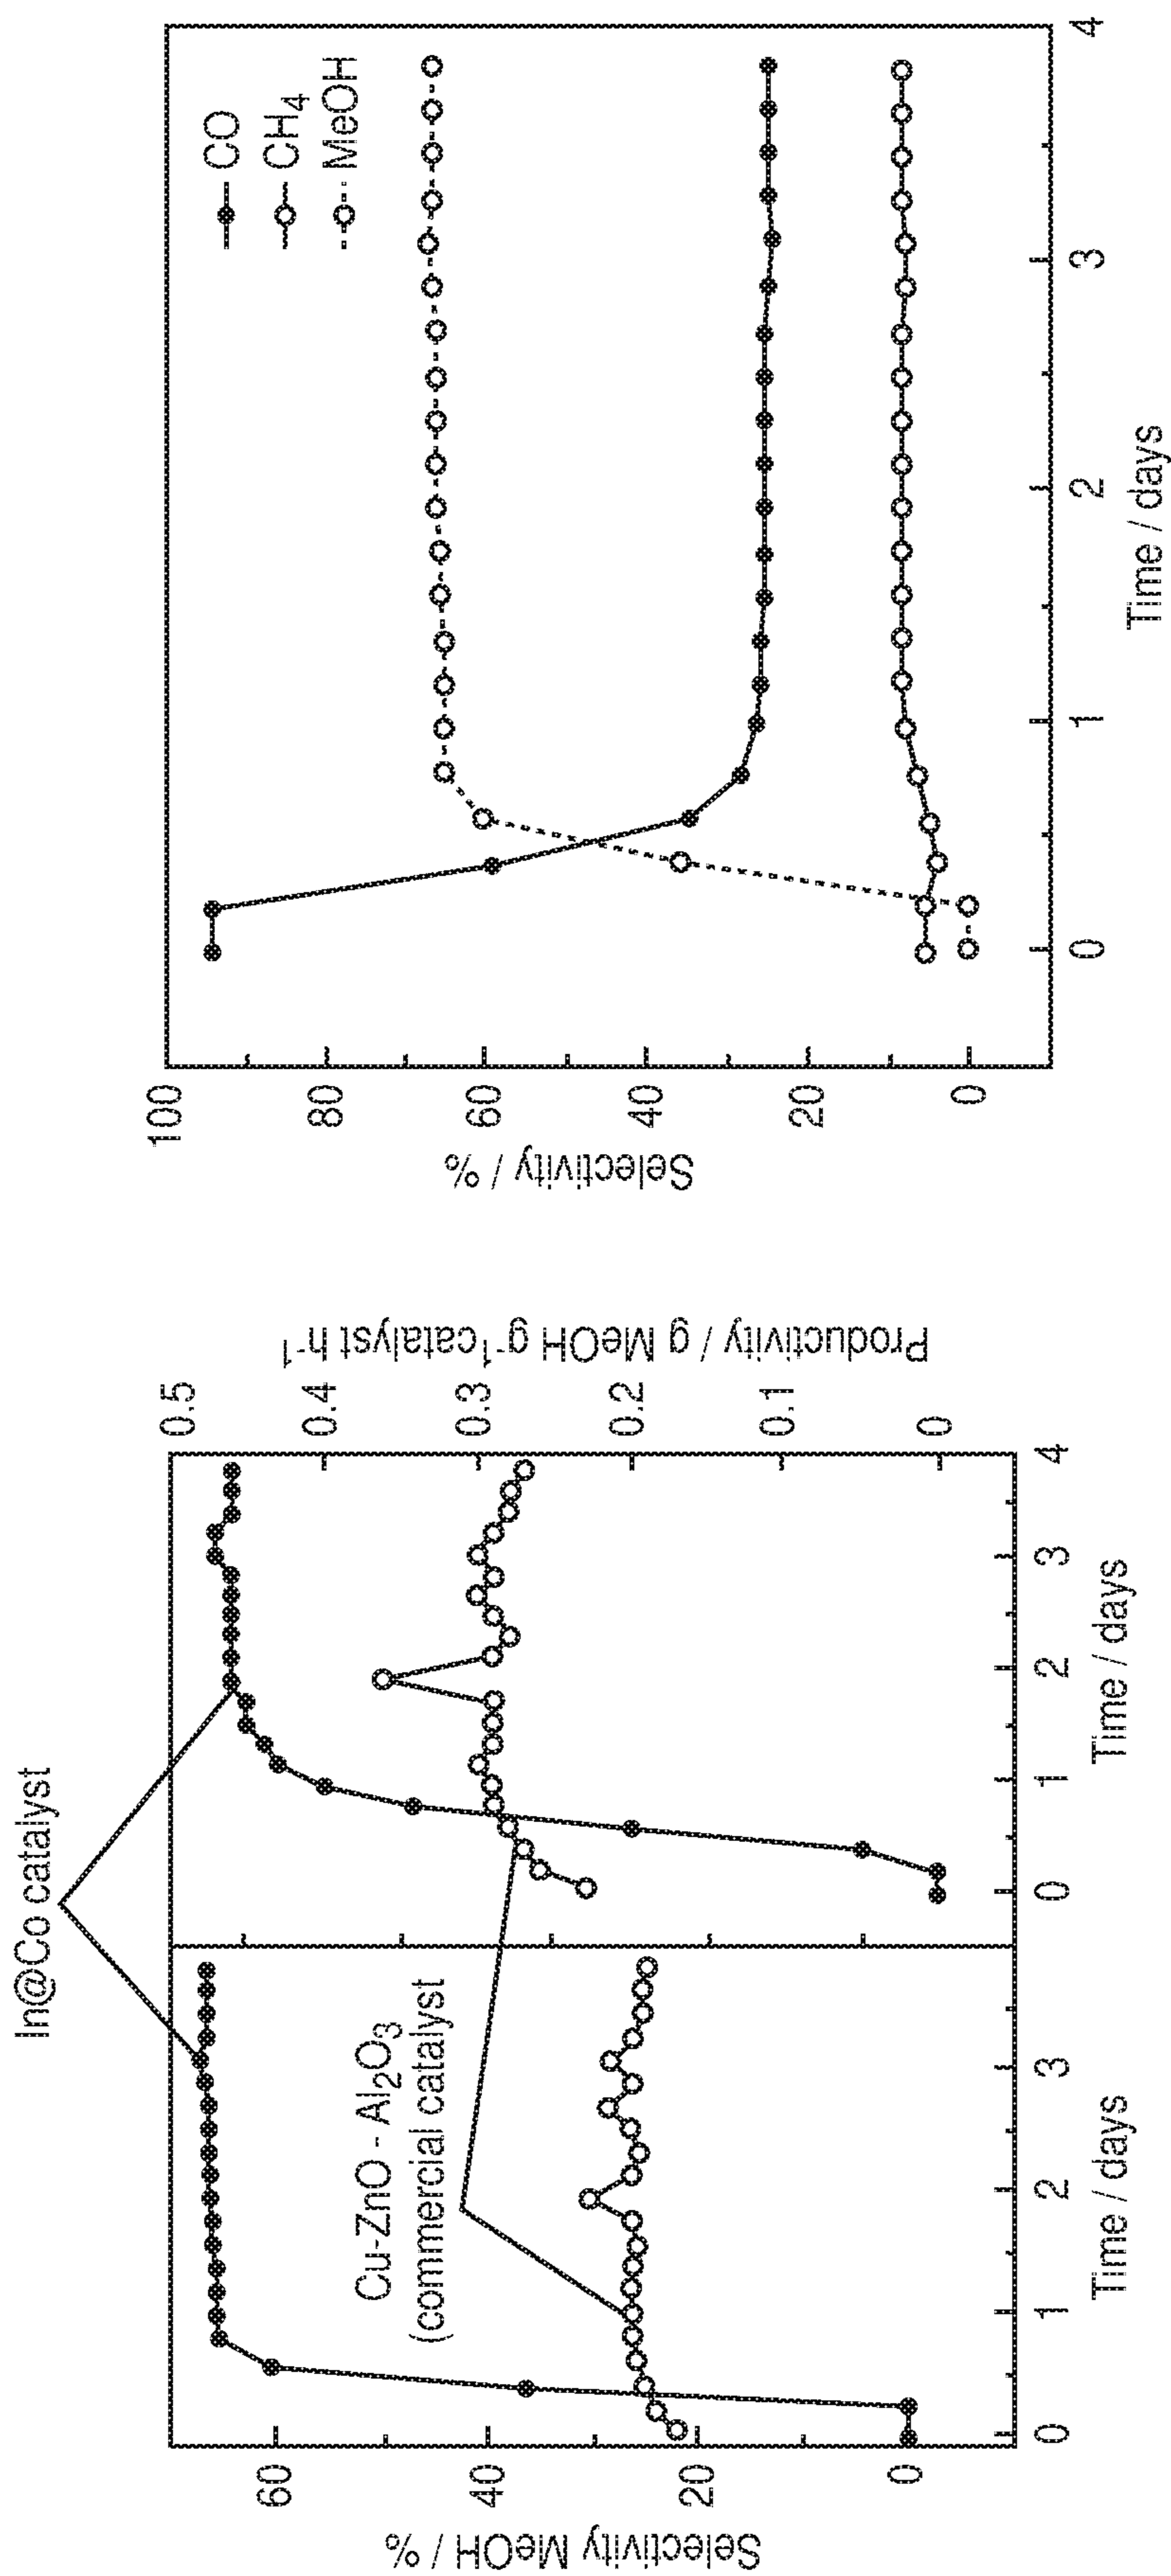 In@Co catalyst
Cu-ZnO - Al2O3
(commercial catalyst
Selectivity MeOH / %
60
40
20
0
0
1
2
3
Time / days
0
1
2
3
4
Time / days
0.5
0.4
0.3
0.2
0.1
0
Productivity / g MeOH g-1catalyst h-1
Selectivity / %
100
80
60
40
20
0
0
1
2
3
4
Time / days
CO
CH4
MeOH